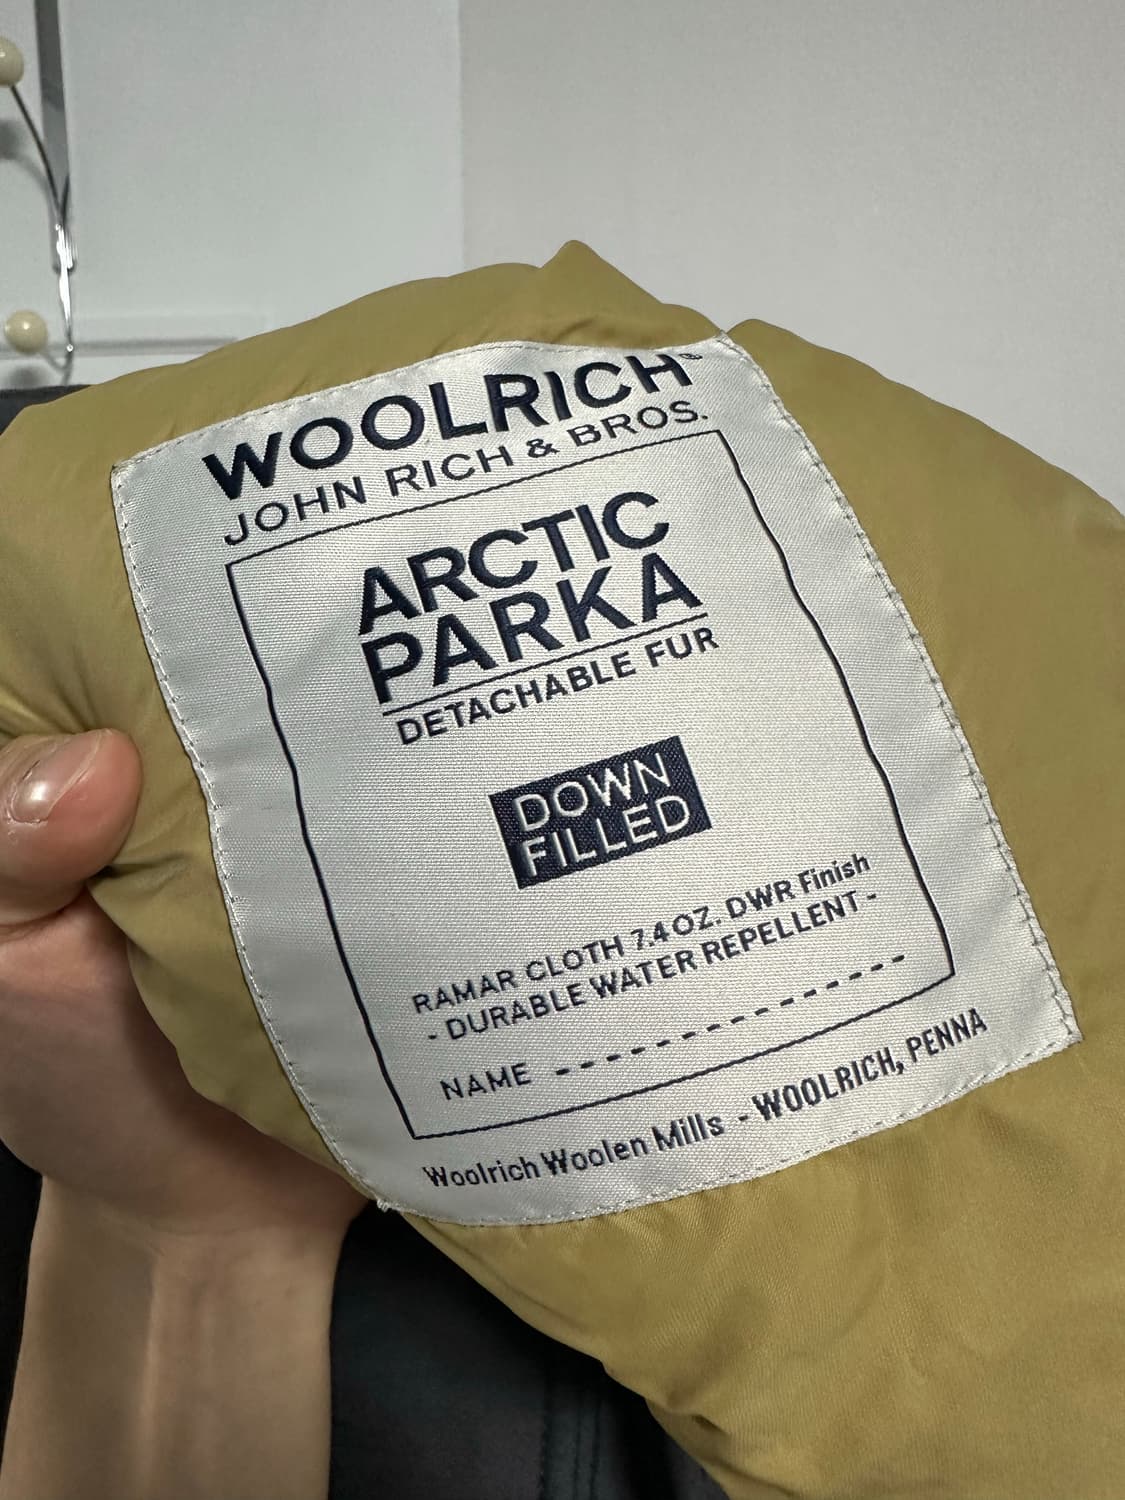 WOOLRICH®
JOHN RICH & BROS.
ARCTIC
PARKA
DETACHABLE FUR
DOWN
FILLED
RAMAR CLOTH 7.4 OZ. DWR Finish
- DURABLE WATER REPELLENT -
NAME ---------------
Woolrich Woolen Mills - WOOLRICH, PENNA